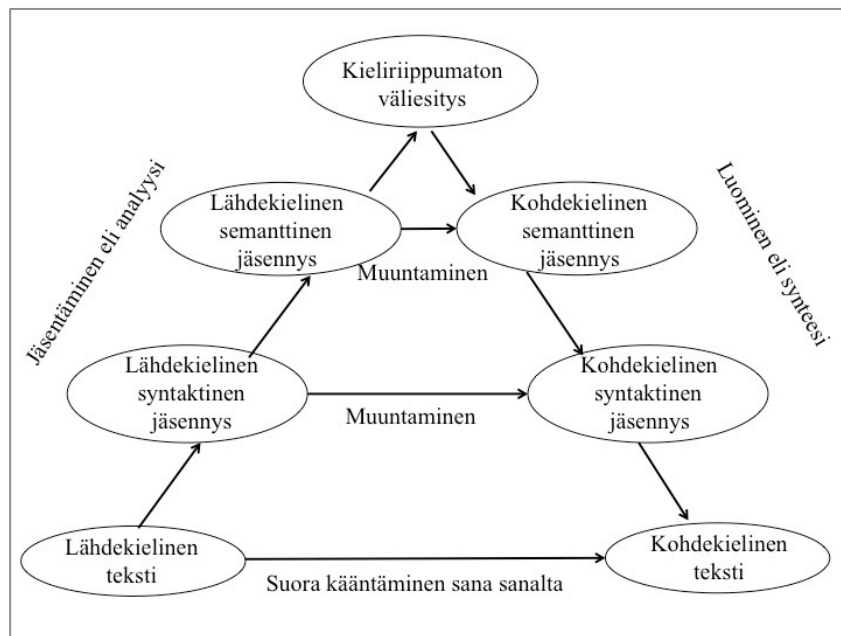 Kieliriippumaton
väliesitys
Jäsentäminen eli analyysi
Luominen eli synteesi
Lähdekielinen
semanttinen
jäsennys
Kohdekielinen
semanttinen
jäsennys
Muuntaminen
Lähdekielinen
syntaktinen
jäsennys
Kohdekielinen
syntaktinen
jäsennys
Muuntaminen
Lähdekielinen
teksti
Kohdekielinen
teksti
Suora kääntäminen sana sanalta